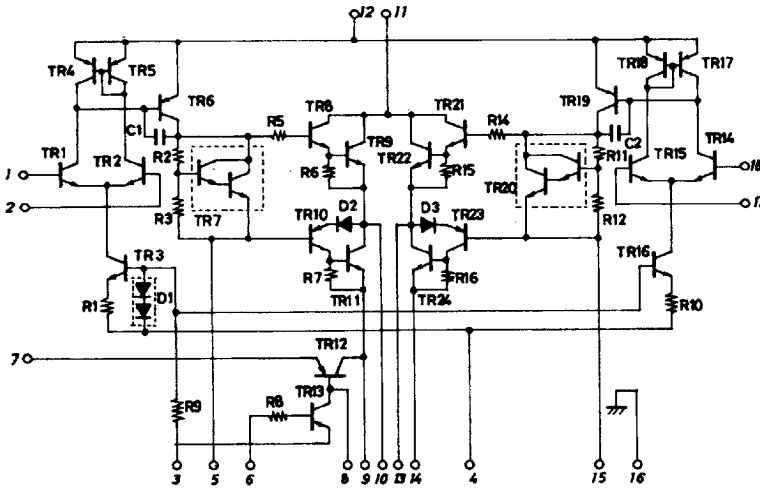 12 11
TR4 TR5 TR18 TR17
TR6 TR19
R5 TR8 TR21 R14
C1 C2
R2 TR9 R11
TR1 TR2 TR22 TR15 TR14
1 R6 R15 TR20 18
2 R3 R12 17
TR7 TR10 D2 D3 TR23
TR3 R7 R16 TR16
R1 D1 TR11 TR24 R10
7 TR12
TR13
R9 R8
3 5 6 8 9 10 13 14 4 15 16